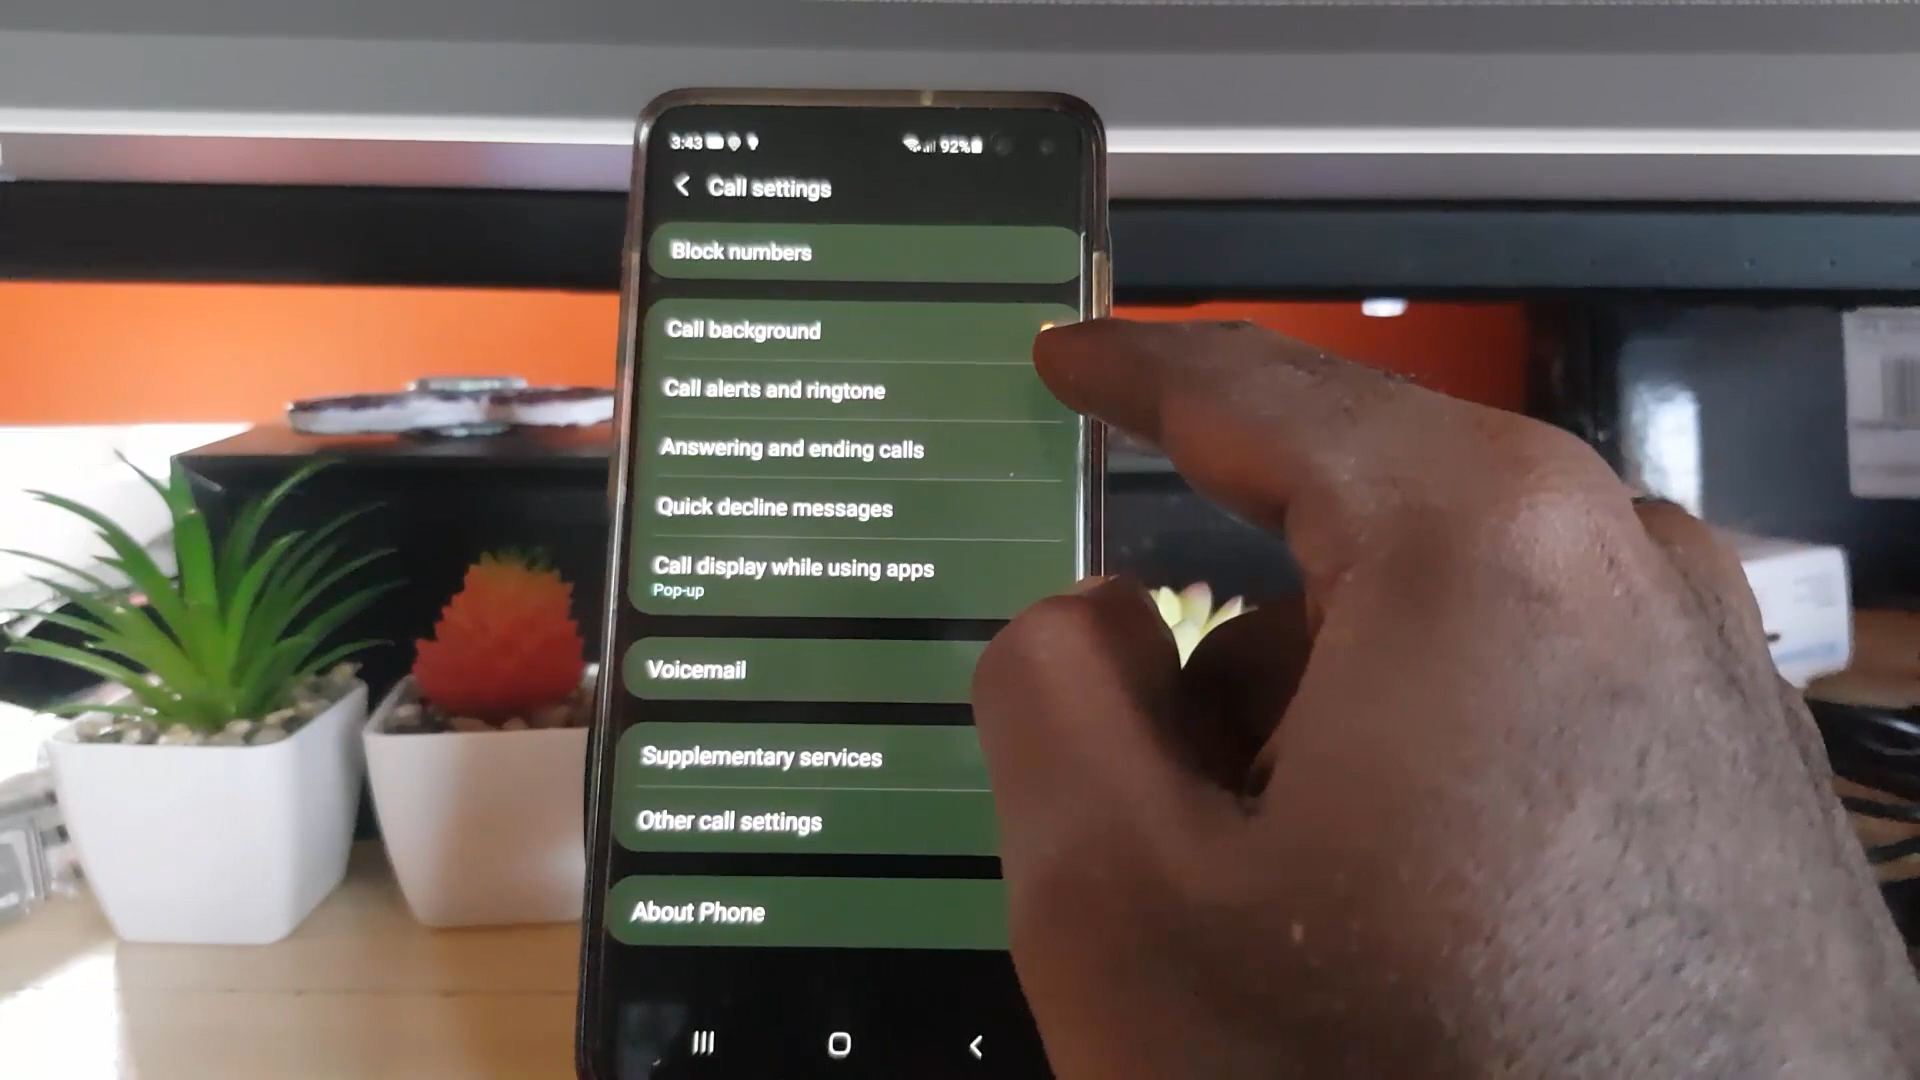 3:43 92%
Call settings
Block numbers
Call background
Call alerts and ringtone
Answering and ending calls
Quick decline messages
Call display while using apps
Pop-up
Voicemail
Supplementary services
Other call settings
About Phone